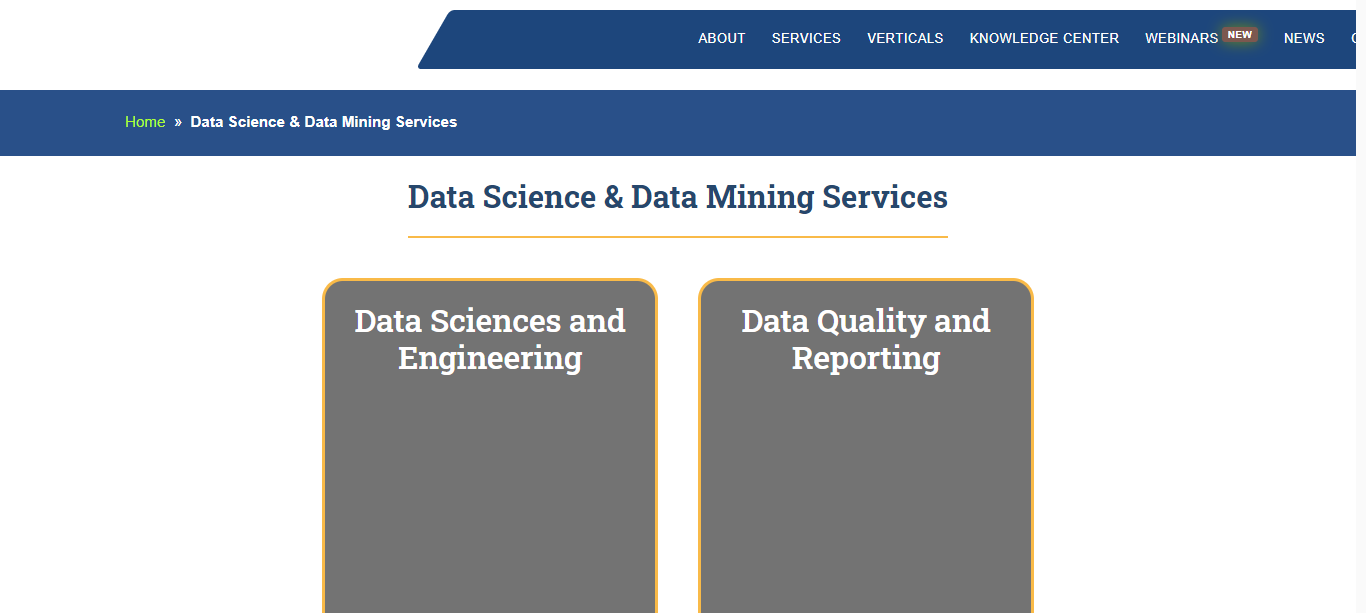 ABOUT SERVICES VERTICALS KNOWLEDGE CENTER WEBINARS NEW NEWS
Home » Data Science & Data Mining Services
Data Science & Data Mining Services
Data Sciences and
Engineering
Data Quality and
Reporting